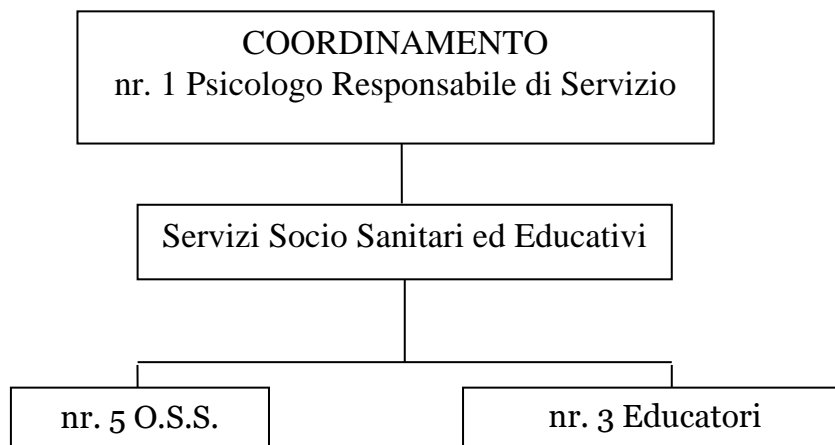 COORDINAMENTO
nr. 1 Psicologo Responsabile di Servizio
Servizi Socio Sanitari ed Educativi
nr. 5 O.S.S.
nr. 3 Educatori